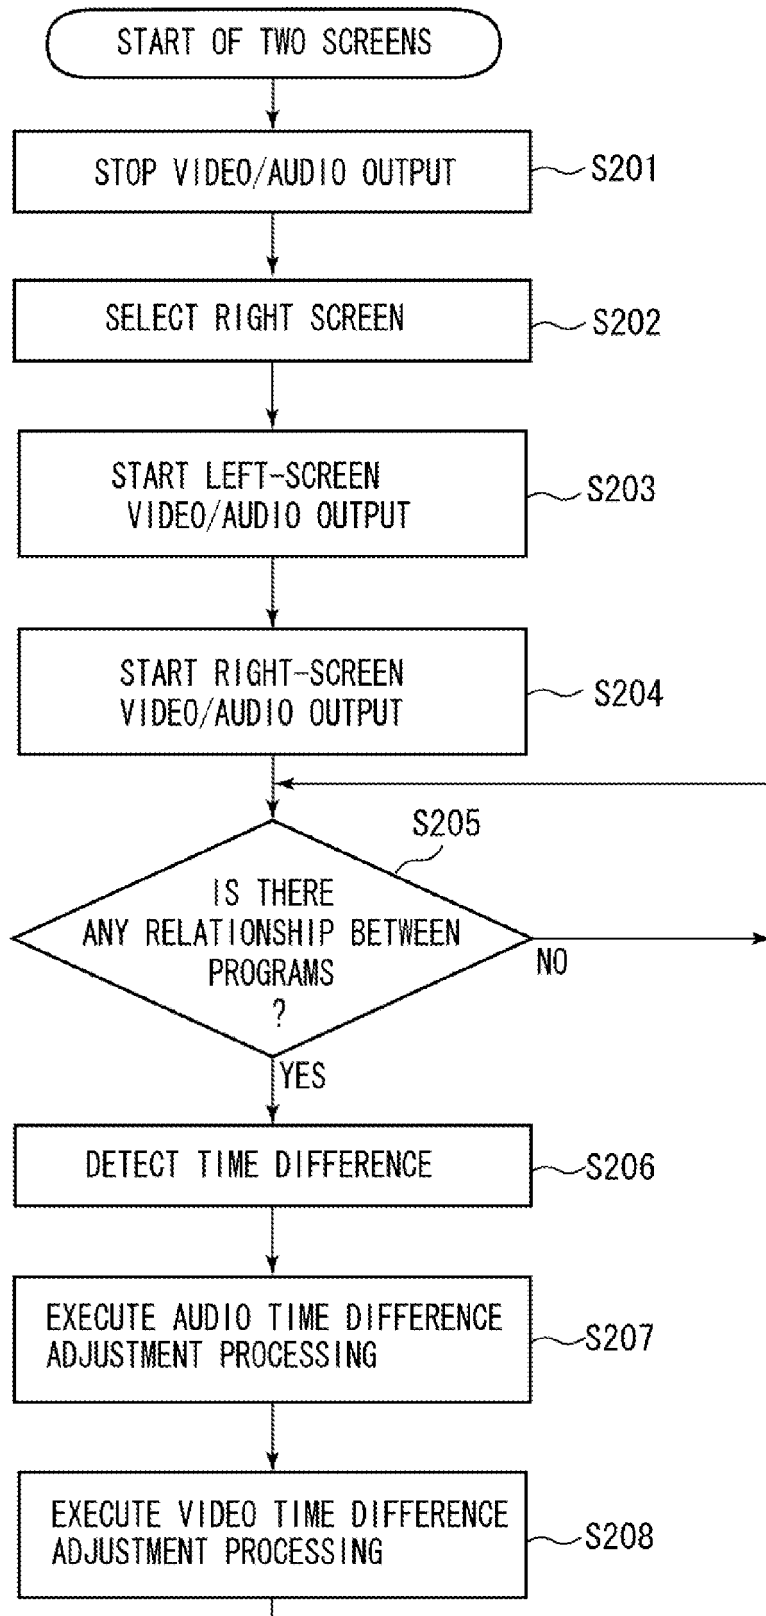 START OF TWO SCREENS
STOP VIDEO/AUDIO OUTPUT
S201
SELECT RIGHT SCREEN
S202
START LEFT-SCREEN
VIDEO/AUDIO OUTPUT
S203
START RIGHT-SCREEN
VIDEO/AUDIO OUTPUT
S204
S205
IS THERE
ANY RELATIONSHIP BETWEEN
PROGRAMS
?
NO
YES
DETECT TIME DIFFERENCE
S206
EXECUTE AUDIO TIME DIFFERENCE
ADJUSTMENT PROCESSING
S207
EXECUTE VIDEO TIME DIFFERENCE
ADJUSTMENT PROCESSING
S208